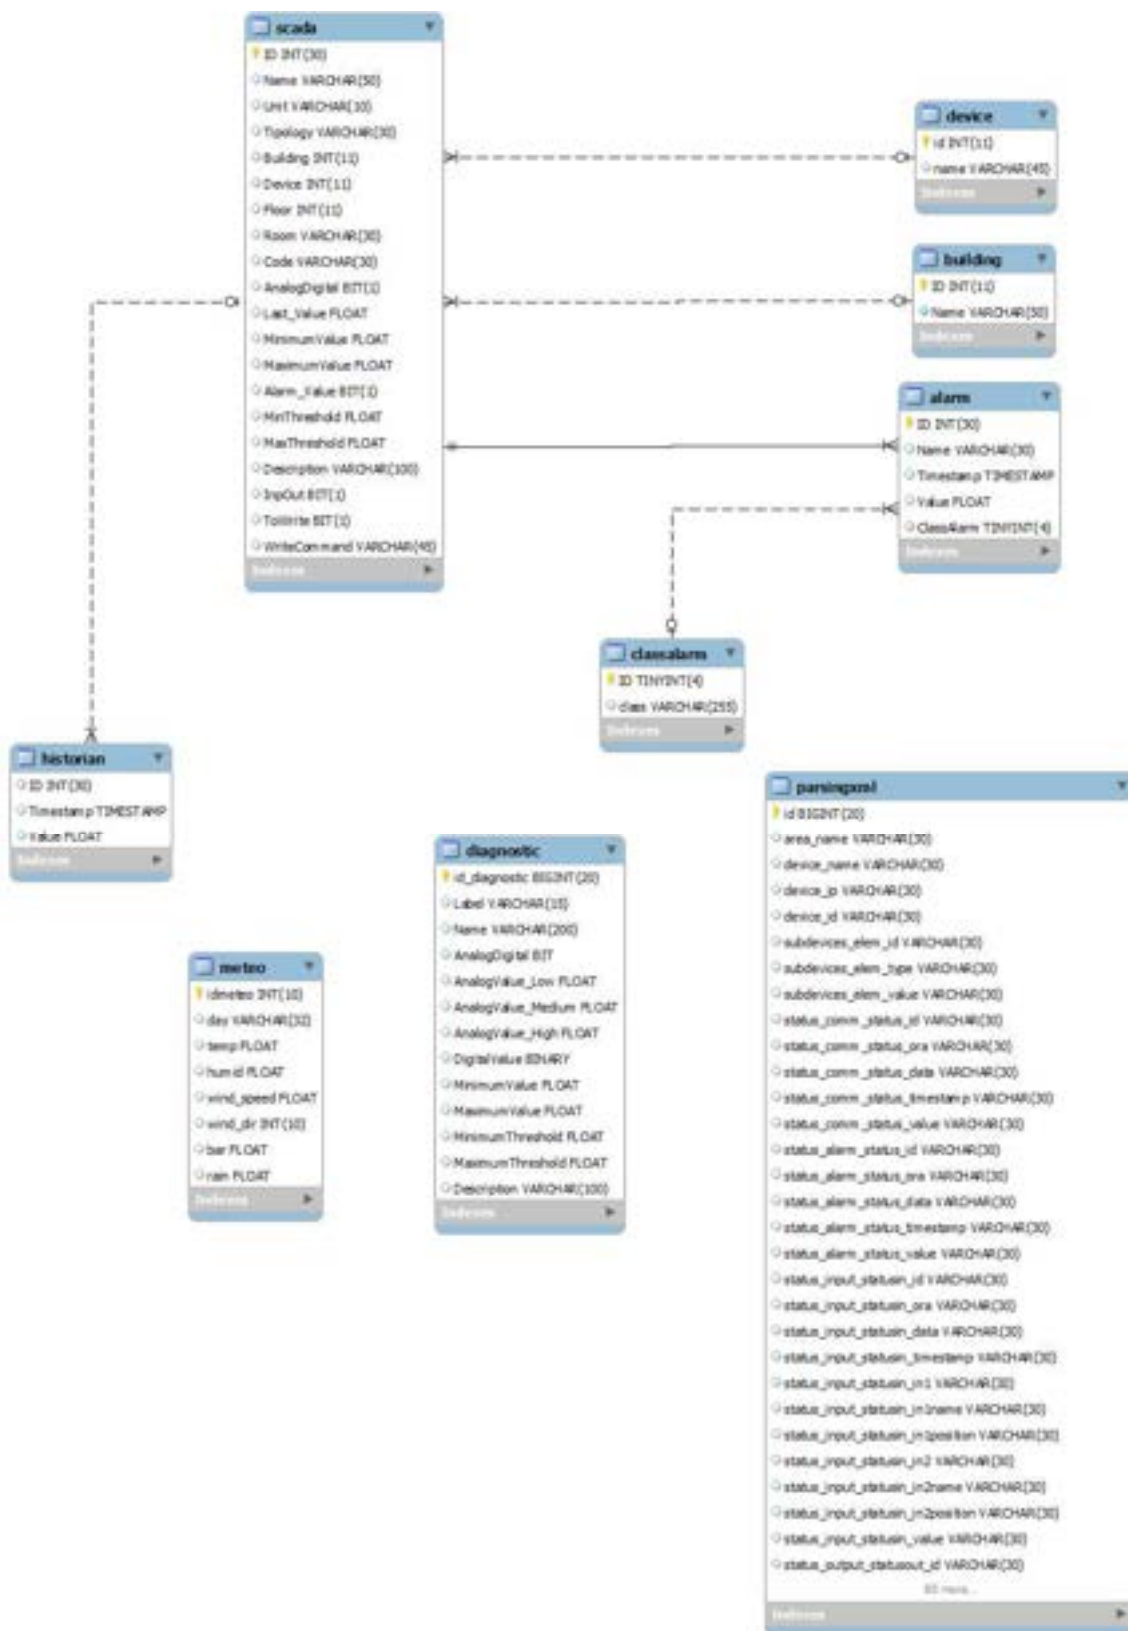 scada
ID INT(30)
Name VARCHAR(50)
Unit VARCHAR(10)
Tipology VARCHAR(30)
Building INT(11)
Device INT(11)
Floor INT(11)
Room VARCHAR(30)
Code VARCHAR(30)
AnalogDigital BIT(1)
Last_Value FLOAT
MinimumValue FLOAT
MaximumValue FLOAT
Alarm_Value BIT(1)
MinThreshold FLOAT
MaxThreshold FLOAT
Description VARCHAR(100)
InpOut BIT(1)
ToWrite BIT(1)
WriteCommand VARCHAR(45)
Indexes
device
id INT(11)
name VARCHAR(45)
Indexes
building
ID INT(11)
Name VARCHAR(50)
Indexes
alarm
ID INT(30)
Name VARCHAR(30)
Timestamp TIMESTAMP
Value FLOAT
ClassAlarm TINYINT(4)
Indexes
classalarm
ID TINYINT(4)
class VARCHAR(255)
Indexes
historian
ID INT(30)
Timestamp TIMESTAMP
Value FLOAT
Indexes
diagnostic
id_diagnostic BIGINT(20)
Label VARCHAR(15)
Name VARCHAR(200)
AnalogDigital BIT
AnalogValue_Low FLOAT
AnalogValue_Medium FLOAT
AnalogValue_High FLOAT
DigitalValue BINARY
MinimumValue FLOAT
MaximumValue FLOAT
MinimumThreshold FLOAT
MaximumThreshold FLOAT
Description VARCHAR(100)
Indexes
meteo
idmeteo INT(10)
day VARCHAR(32)
temp FLOAT
humid FLOAT
wind_speed FLOAT
wind_dir INT(10)
bar FLOAT
rain FLOAT
Indexes
parsingxml
id BIGINT(20)
area_name VARCHAR(30)
device_name VARCHAR(30)
device_ip VARCHAR(30)
device_id VARCHAR(30)
subdevices_elem_id VARCHAR(30)
subdevices_elem_type VARCHAR(30)
subdevices_elem_value VARCHAR(30)
status_comm_status_id VARCHAR(30)
status_comm_status_ora VARCHAR(30)
status_comm_status_data VARCHAR(30)
status_comm_status_timestamp VARCHAR(30)
status_comm_status_value VARCHAR(30)
status_alarm_status_id VARCHAR(30)
status_alarm_status_ora VARCHAR(30)
status_alarm_status_data VARCHAR(30)
status_alarm_status_timestamp VARCHAR(30)
status_alarm_status_value VARCHAR(30)
status_input_statusin_id VARCHAR(30)
status_input_statusin_ora VARCHAR(30)
status_input_statusin_data VARCHAR(30)
status_input_statusin_timestamp VARCHAR(30)
status_input_statusin_in1 VARCHAR(30)
status_input_statusin_in1name VARCHAR(30)
status_input_statusin_in1position VARCHAR(30)
status_input_statusin_in2 VARCHAR(30)
status_input_statusin_in2name VARCHAR(30)
status_input_statusin_in2position VARCHAR(30)
status_input_statusin_value VARCHAR(30)
status_output_statusout_id VARCHAR(30)
more...
Indexes